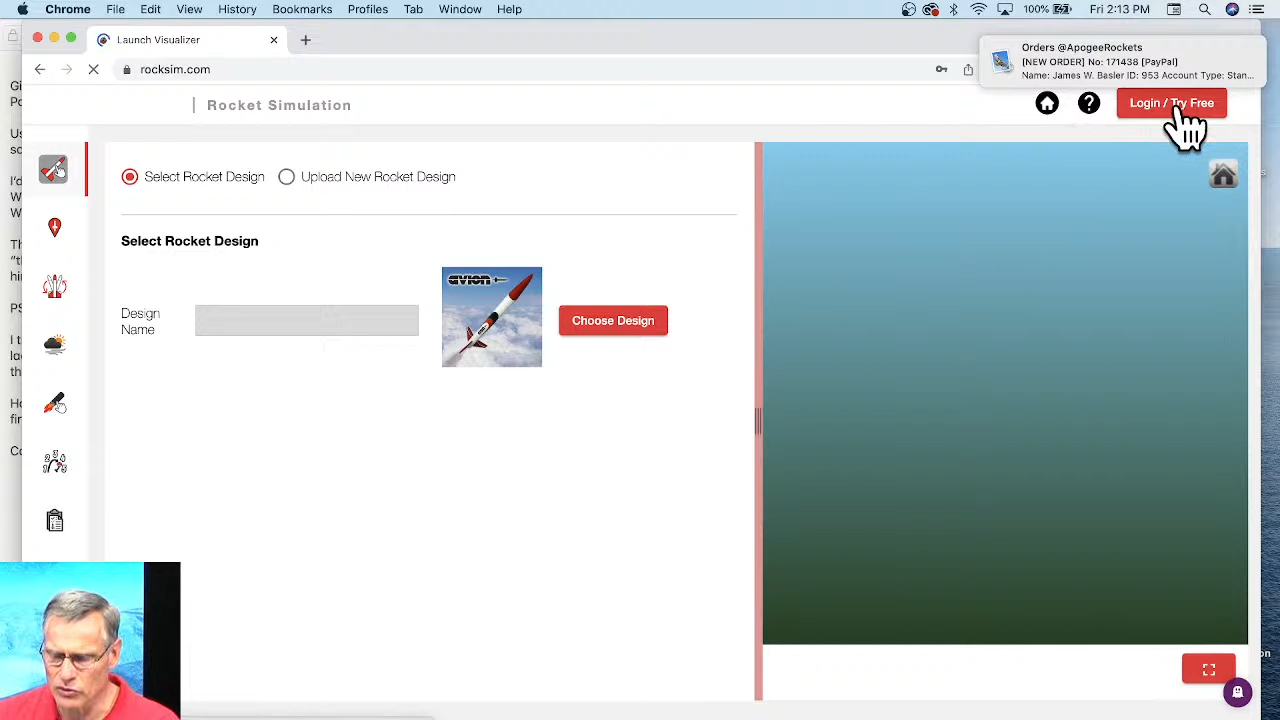 Chrome File Edit View History Bookmarks Profiles Tab Window Help 100% Fri 2:13 PM
Launch Visualizer
rocksim.com
Orders @ApogeeRockets
[NEW ORDER] No: 171438 [PayPal]
Name: James W. Basler ID: 953 Account Type: Stan...
Rocket Simulation
Login / Try Free
Select Rocket Design Upload New Rocket Design
Select Rocket Design
avion
Design
Name
Choose Design